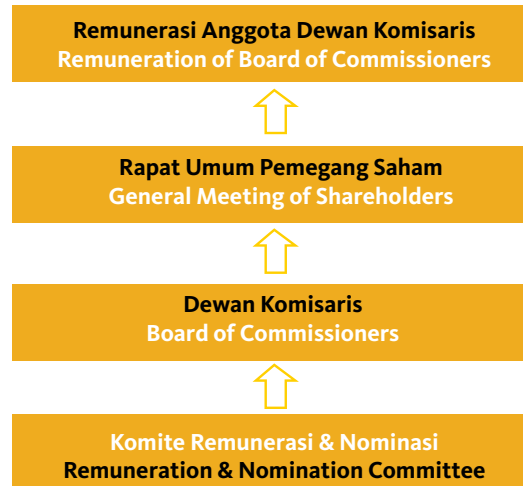 Remunerasi Anggota Dewan Komisaris
Remuneration of Board of Commissioners
Rapat Umum Pemegang Saham
General Meeting of Shareholders
Dewan Komisaris
Board of Commissioners
Komite Remunerasi & Nominasi
Remuneration & Nomination Committee